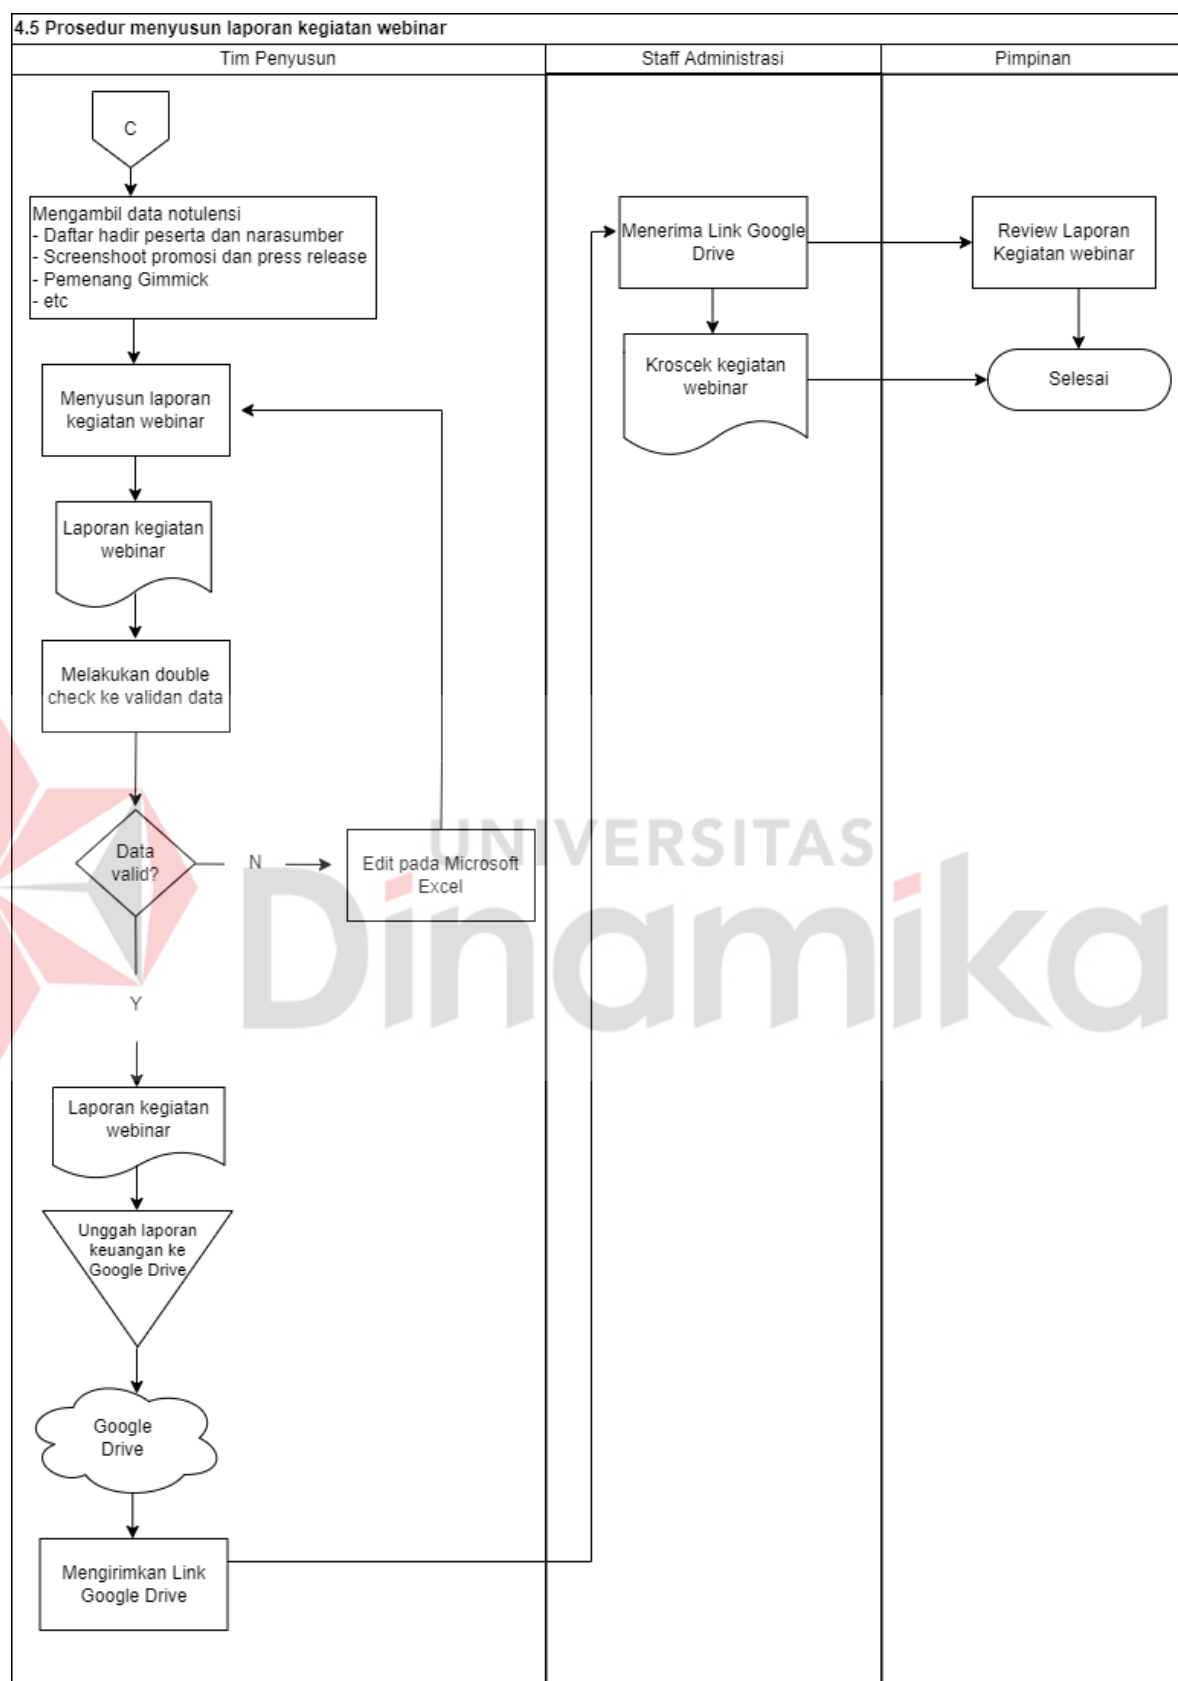 4.5 Prosedur menyusun laporan kegiatan webinar
Tim Penyusun
Staff Administrasi
Pimpinan
C
Mengambil data notulensi
- Daftar hadir peserta dan narasumber
- Screenshoot promosi dan press release
- Pemenang Gimmick
- etc
Menyusun laporan
kegiatan webinar
Laporan kegiatan
webinar
Melakukan double
check ke validan data
Data
valid?
N
Edit pada Microsoft
Excel
Y
Laporan kegiatan
webinar
Unggah laporan
keuangan ke
Google Drive
Google
Drive
Mengirimkan Link
Google Drive
Menerima Link Google
Drive
Kroscek kegiatan
webinar
Review Laporan
Kegiatan webinar
Selesai
UNIVERSITAS
Dinamika